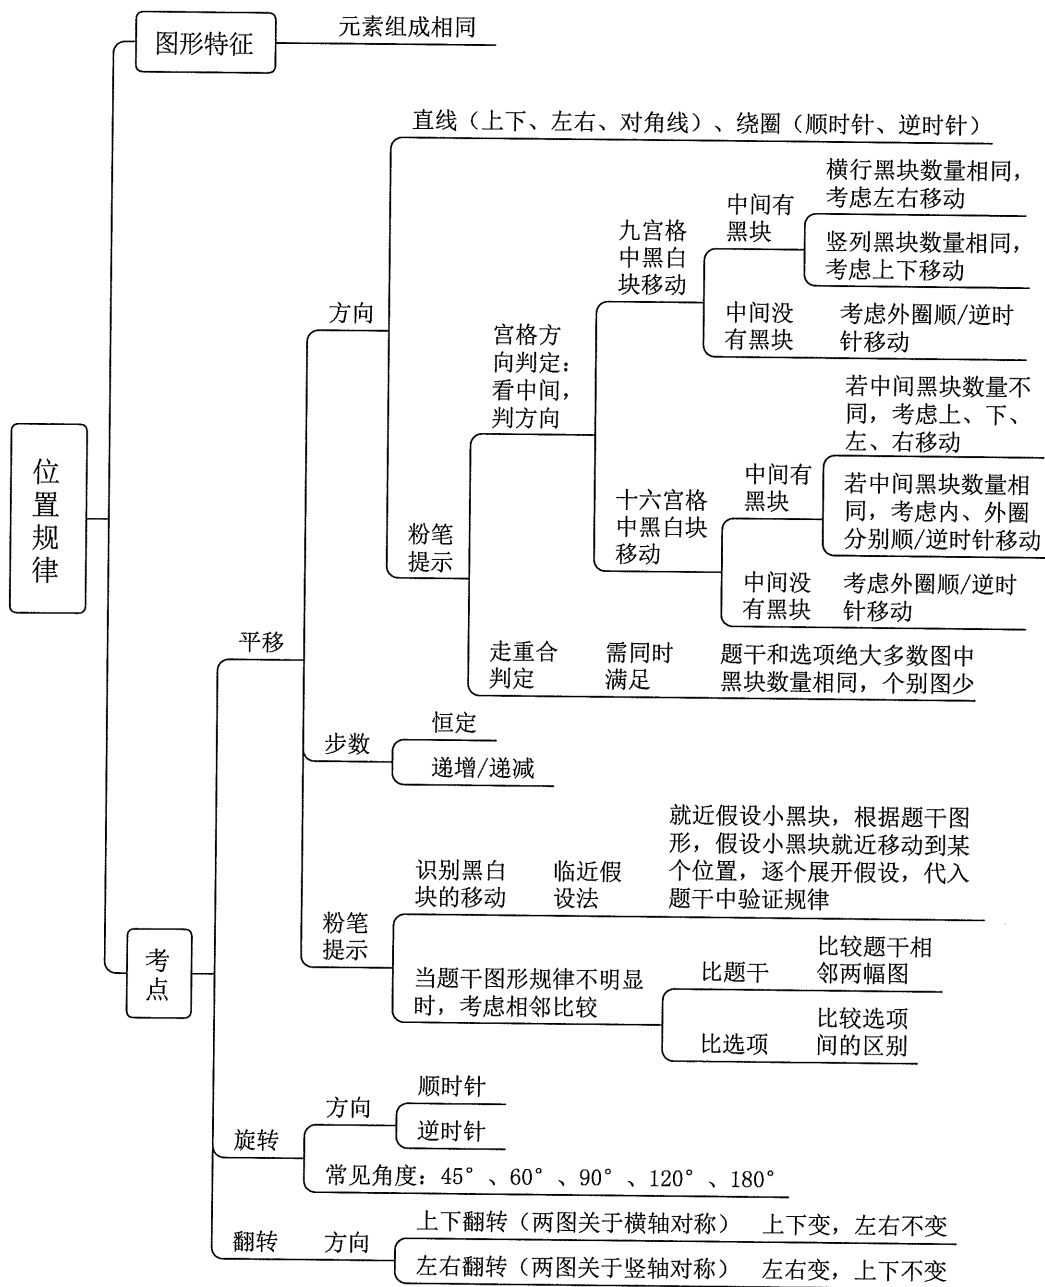 图形特征
元素组成相同
直线（上下、左右、对角线）、绕圈（顺时针、逆时针）
横行黑块数量相同，
考虑左右移动
中间有
黑块
竖列黑块数量相同，
考虑上下移动
九宫格
中黑白
块移动
中间没
有黑块
考虑外圈顺/逆时
针移动
方向
宫格方
向判定：
看中间，
判方向
若中间黑块数量不
同，考虑上、下、
左、右移动
中间有
黑块
若中间黑块数量相
同，考虑内、外圈
分别顺/逆时针移动
十六宫格
中黑白块
移动
中间没
有黑块
考虑外圈顺/逆时
针移动
粉笔
提示
走重合
判定
需同时
满足
题干和选项绝大多数图中
黑块数量相同，个别图少
位
置
规
律
平移
步数
恒定
递增/递减
就近假设小黑块，根据题干图
形，假设小黑块就近移动到某
个位置，逐个展开假设，代入
题干中验证规律
识别黑白
块的移动
临近假
设法
粉笔
提示
当题干图形规律不明显
时，考虑相邻比较
比题干
比较题干相
邻两幅图
比选项
比较选项
间的区别
考
点
旋转
方向
顺时针
逆时针
常见角度：45°、60°、90°、120°、180°
翻转
方向
上下翻转（两图关于横轴对称）
上下变，左右不变
左右翻转（两图关于竖轴对称）
左右变，上下不变